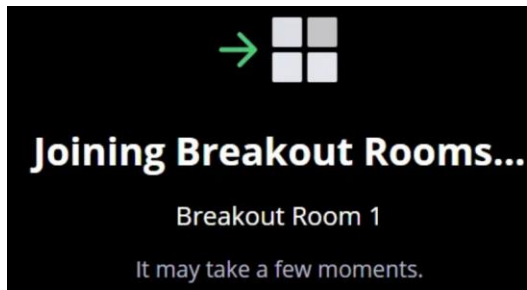 Joining Breakout Rooms...
Breakout Room 1
It may take a few moments.